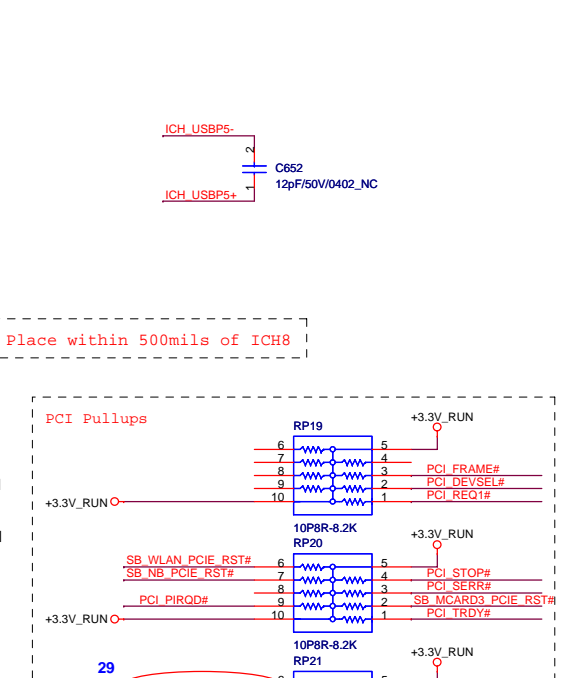 ICH_USBP5-
2
C652
12pF/50V/0402_NC
1
ICH_USBP5+
Place within 500mils of ICH8
PCI Pullups
RP19
+3.3V_RUN
6 5
7 4
8 3 PCI_FRAME#
9 2 PCI_DEVSEL#
+3.3V_RUN 10 1 PCI_REQ1#
10P8R-8.2K
RP20
+3.3V_RUN
SB_WLAN_PCIE_RST# 6 5
SB_NB_PCIE_RST# 7 4 PCI_STOP#
8 3 PCI_SERR#
PCI_PIRQD# 9 2 SB_MCARD3_PCIE_RST#
+3.3V_RUN 10 1 PCI_TRDY#
10P8R-8.2K
RP21
+3.3V_RUN
29